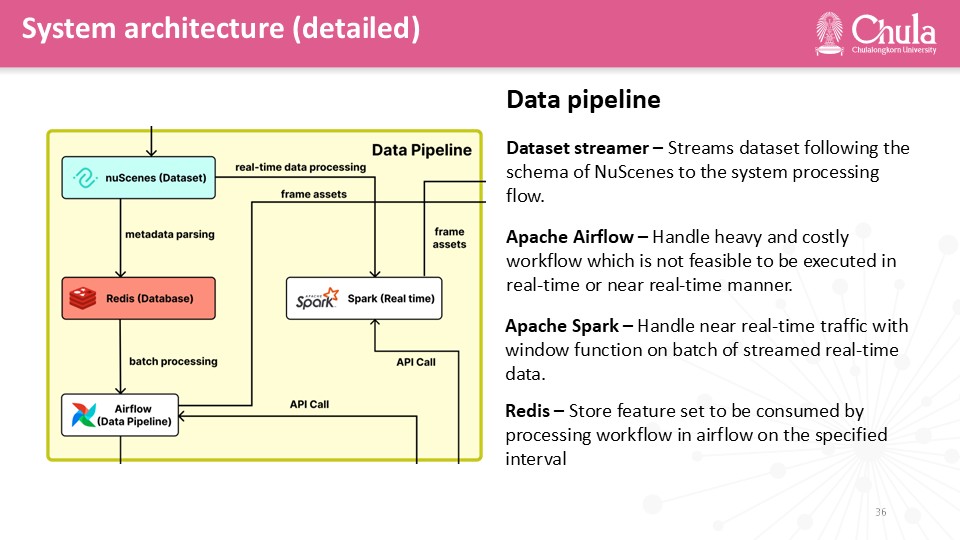 System architecture (detailed)
Chula
Chulalongkorn University
Data Pipeline
nuScenes (Dataset)
real-time data processing
frame assets
metadata parsing
frame
assets
Redis (Database)
APACHE
Spark
Spark (Real time)
batch processing
API Call
Airflow
(Data Pipeline)
API Call
Data pipeline
Dataset streamer – Streams dataset following the
schema of NuScenes to the system processing
flow.
Apache Airflow – Handle heavy and costly
workflow which is not feasible to be executed in
real-time or near real-time manner.
Apache Spark – Handle near real-time traffic with
window function on batch of streamed real-time
data.
Redis – Store feature set to be consumed by
processing workflow in airflow on the specified
interval
36